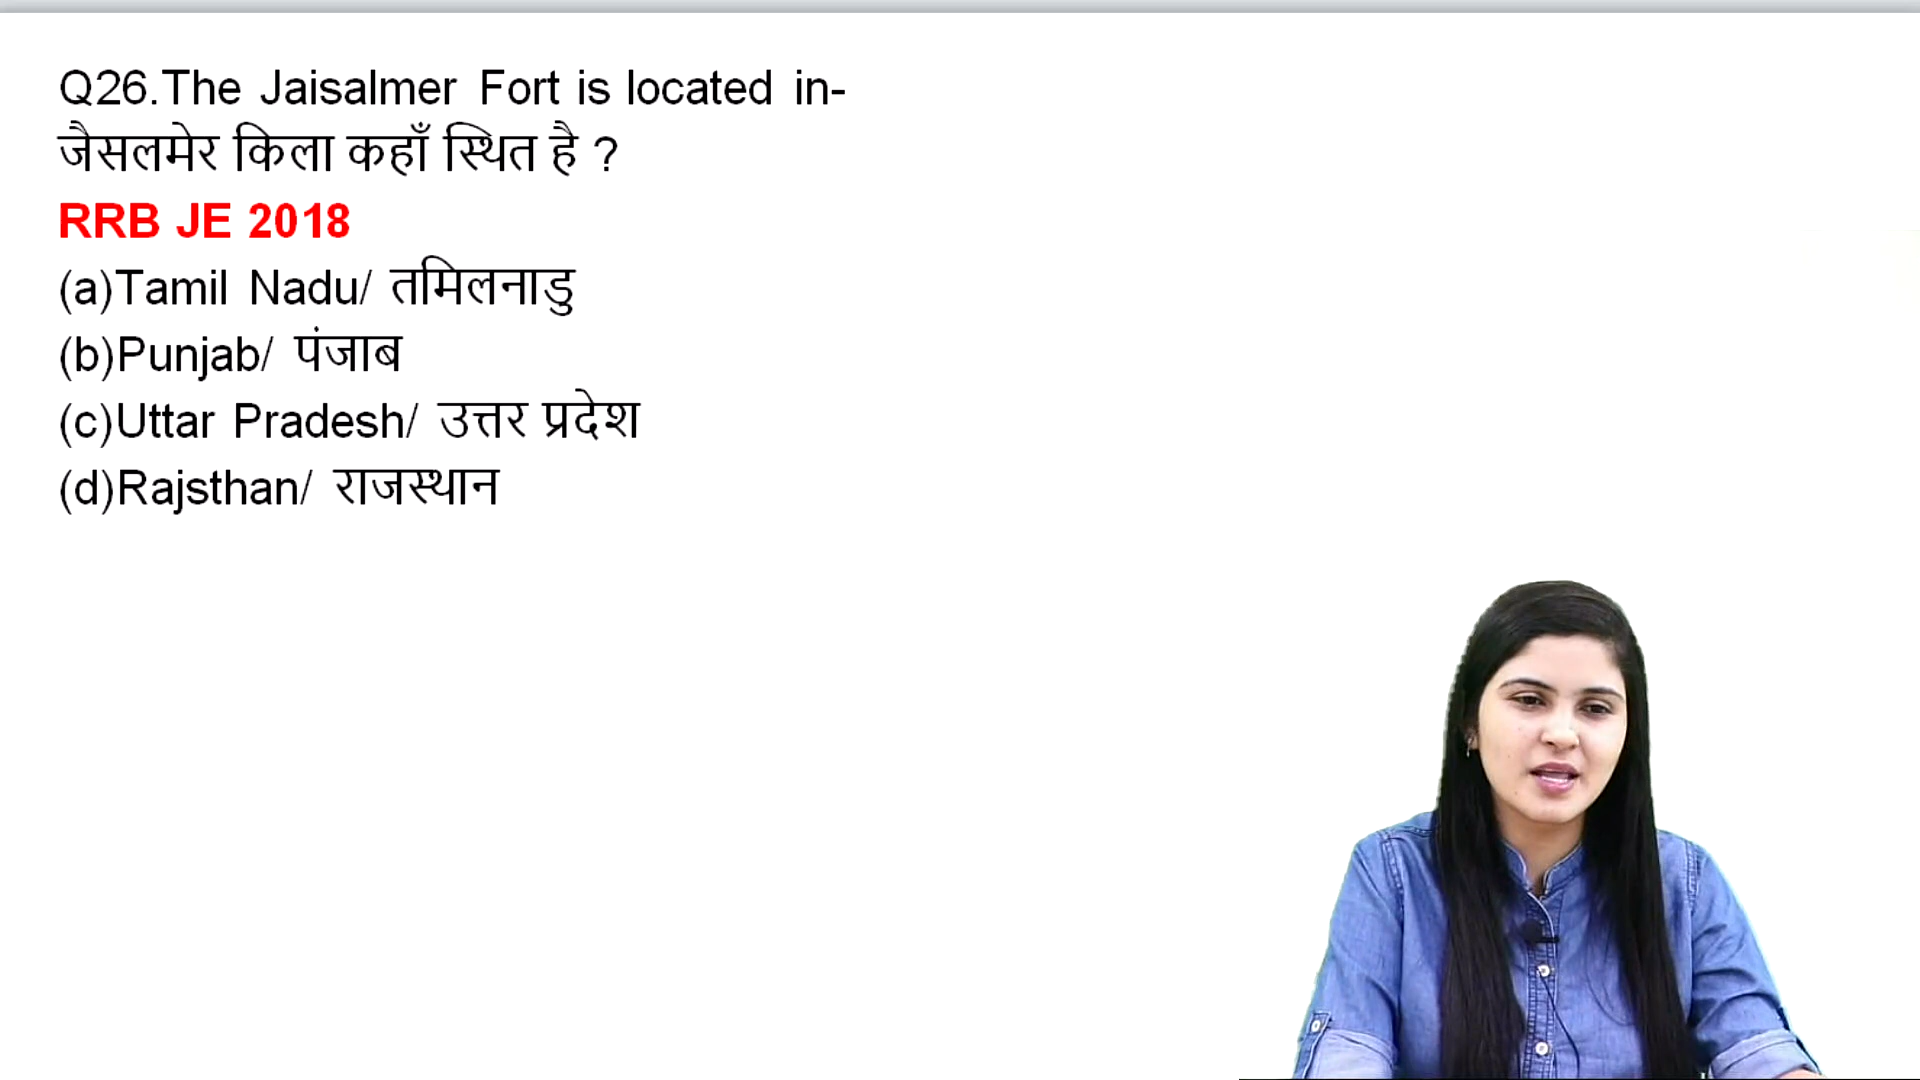 Q26.The Jaisalmer Fort is located in-
जैसलमेर किला कहाँ स्थित है ?
RRB JE 2018
(a)Tamil Nadu/ तमिलनाडु
(b)Punjab/ पंजाब
(c)Uttar Pradesh/ उत्तर प्रदेश
(d)Rajsthan/ राजस्थान